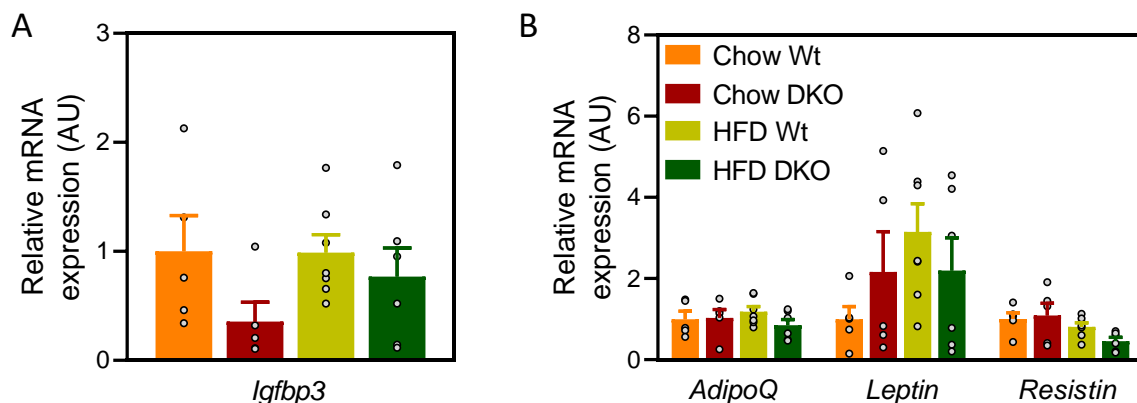 A
Relative mRNA
expression (AU)
3
2
1
0
Igfbp3
B
Relative mRNA
expression (AU)
8
6
4
2
0
Chow Wt
Chow DKO
HFD Wt
HFD DKO
AdipoQ Leptin Resistin